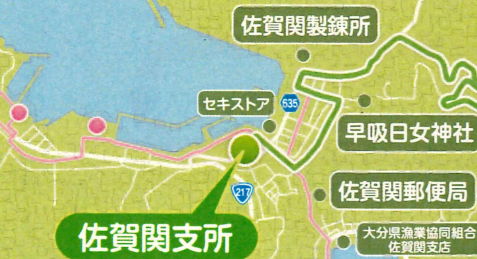 佐賀関製錬所
セキストア
535
早吸日女神社
217
佐賀関郵便局
佐賀関支所
大分県漁業協同組合
佐賀関支店